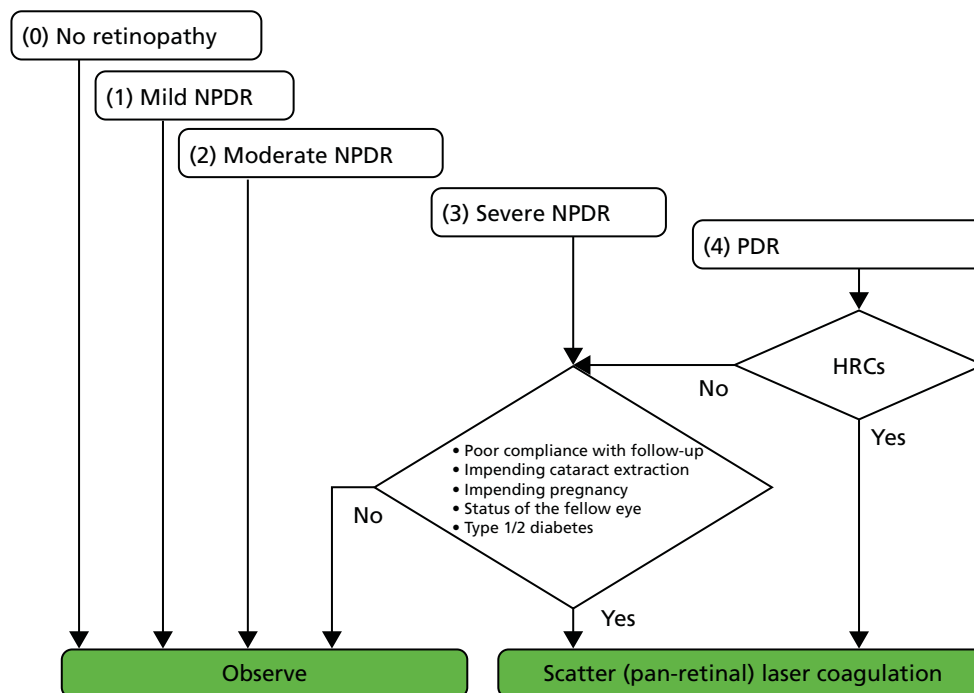 (0) No retinopathy
(1) Mild NPDR
(2) Moderate NPDR
(3) Severe NPDR
(4) PDR
HRCs
No
Yes
• Poor compliance with follow-up
• Impending cataract extraction
• Impending pregnancy
• Status of the fellow eye
• Type 1/2 diabetes
No
Yes
Observe
Scatter (pan-retinal) laser coagulation